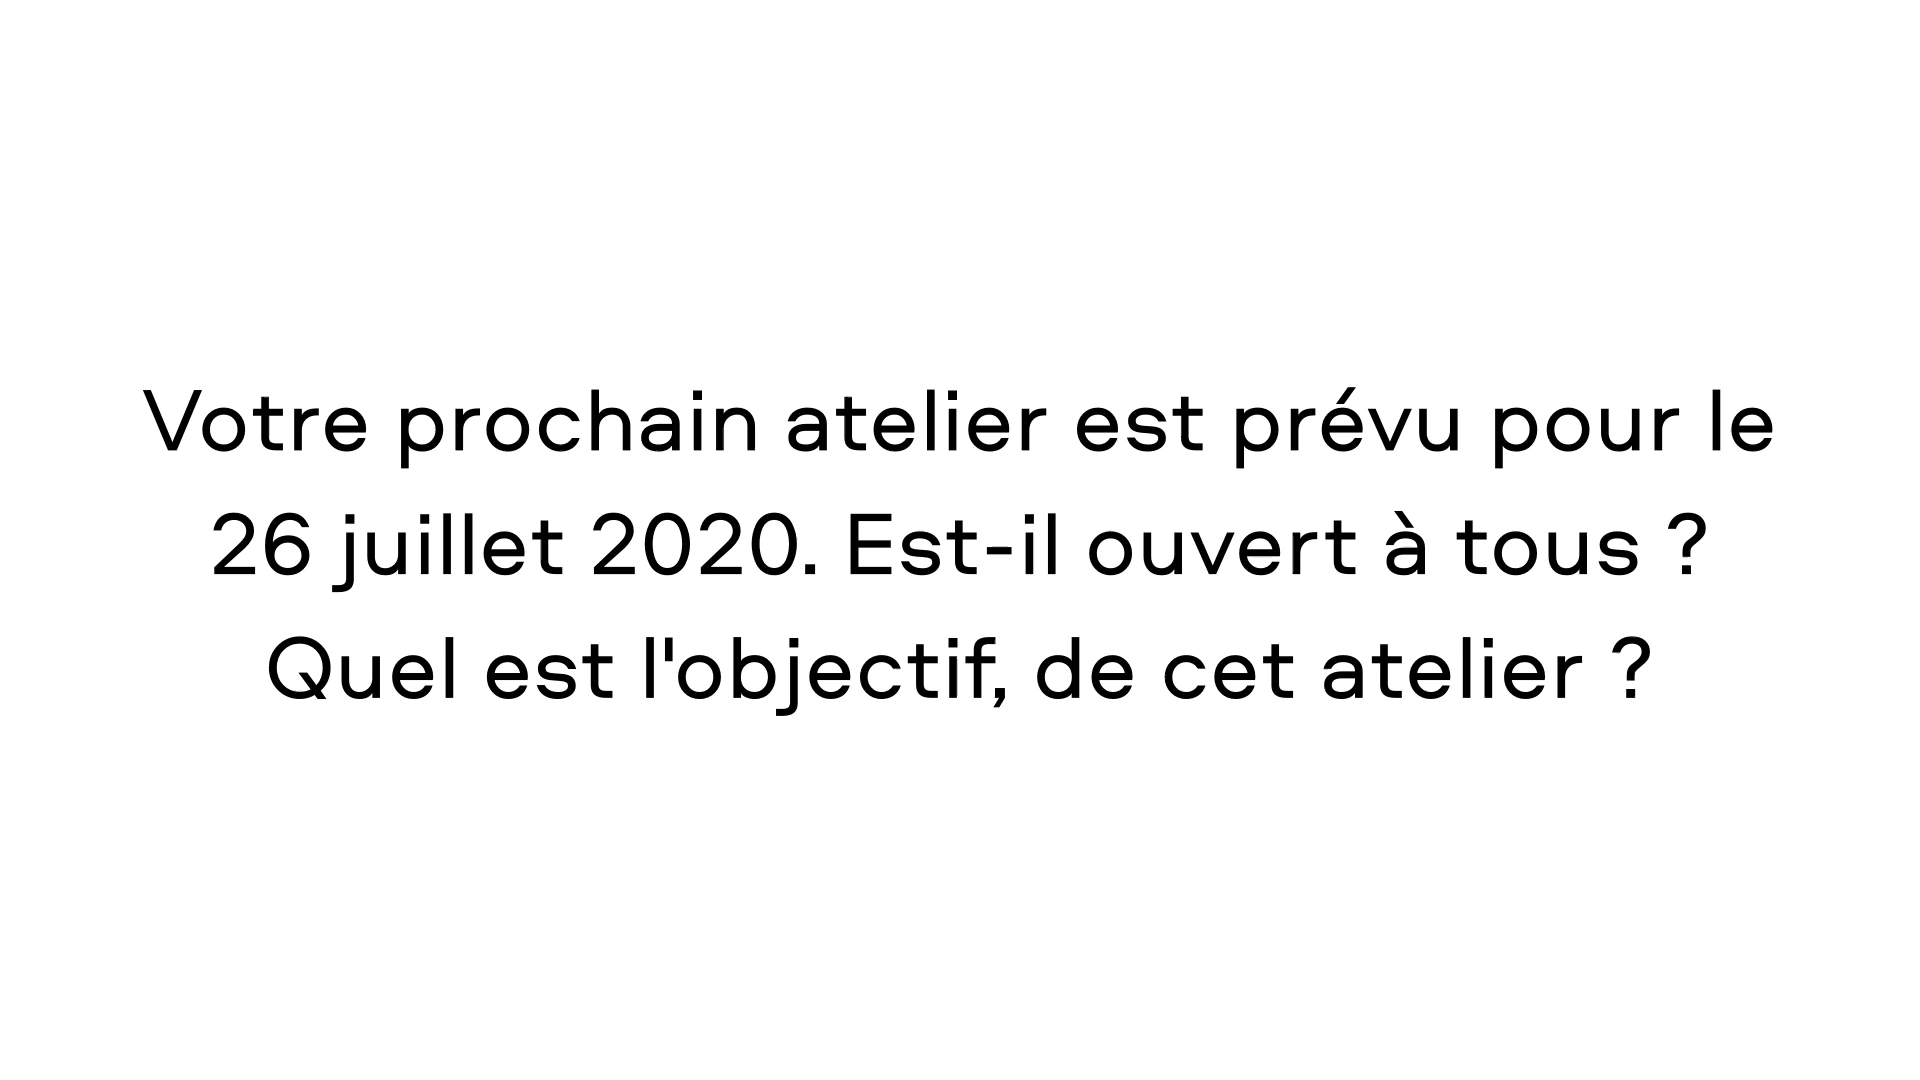 Votre prochain atelier est prévu pour le
26 juillet 2020. Est-il ouvert à tous ?
Quel est l'objectif, de cet atelier ?